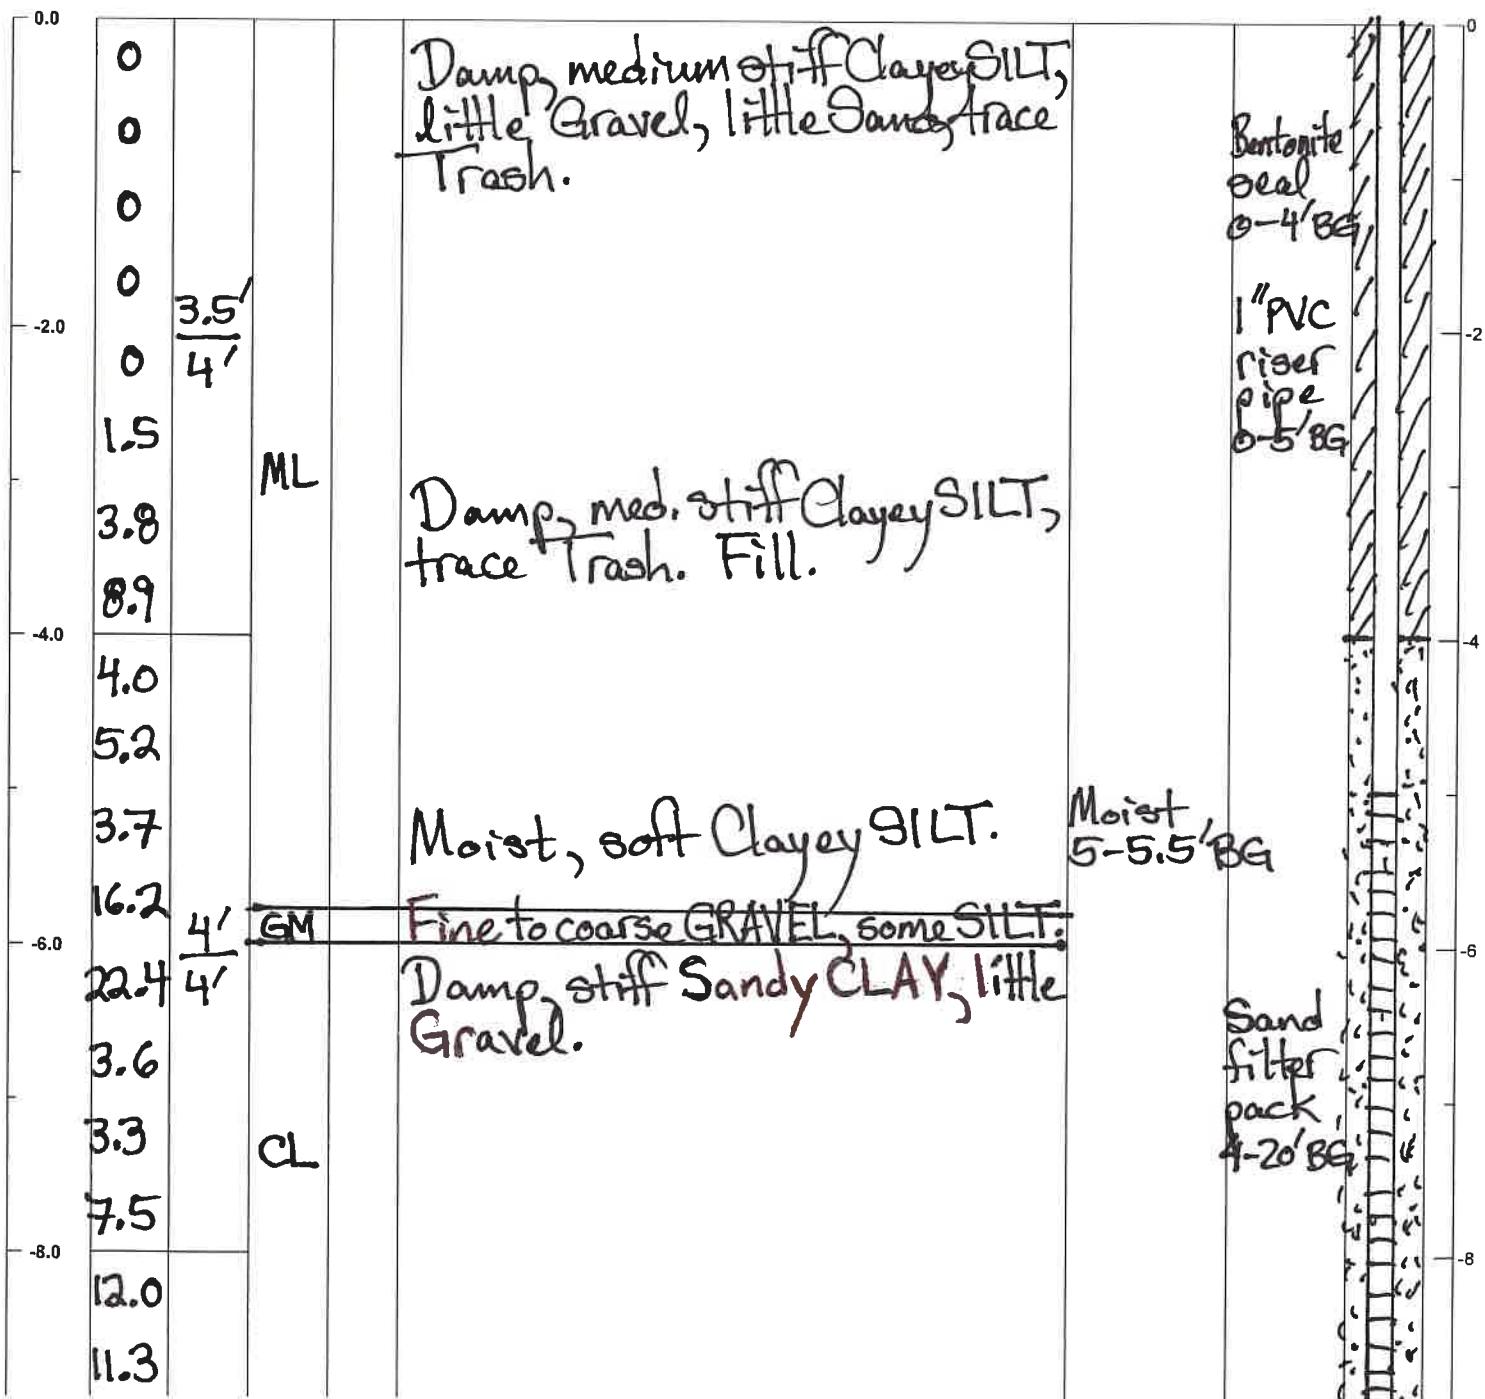 0.0
-2.0
-4.0
-6.0
-8.0
0
0
0
0
0
1.5
3.8
8.9
4.0
5.2
3.7
16.2
22.4
3.6
3.3
7.5
12.0
11.3
3.5'
4'
4'
4'
ML
GM
CL
Damp, medium stiff Clayey SILT,
little Gravel, little Sand, trace
Trash.
Damp, med. stiff Clayey SILT,
trace Trash. Fill.
Moist, soft Clayey SILT.
Fine to coarse GRAVEL, some SILT.
Damp, stiff Sandy CLAY, little
Gravel.
Moist
5-5.5' BG
Bentonite
seal
0-4' BG
1" PVC
riser
pipe
0-5' BG
Sand
filter
pack
4-20' BG
0
-2
-4
-6
-8